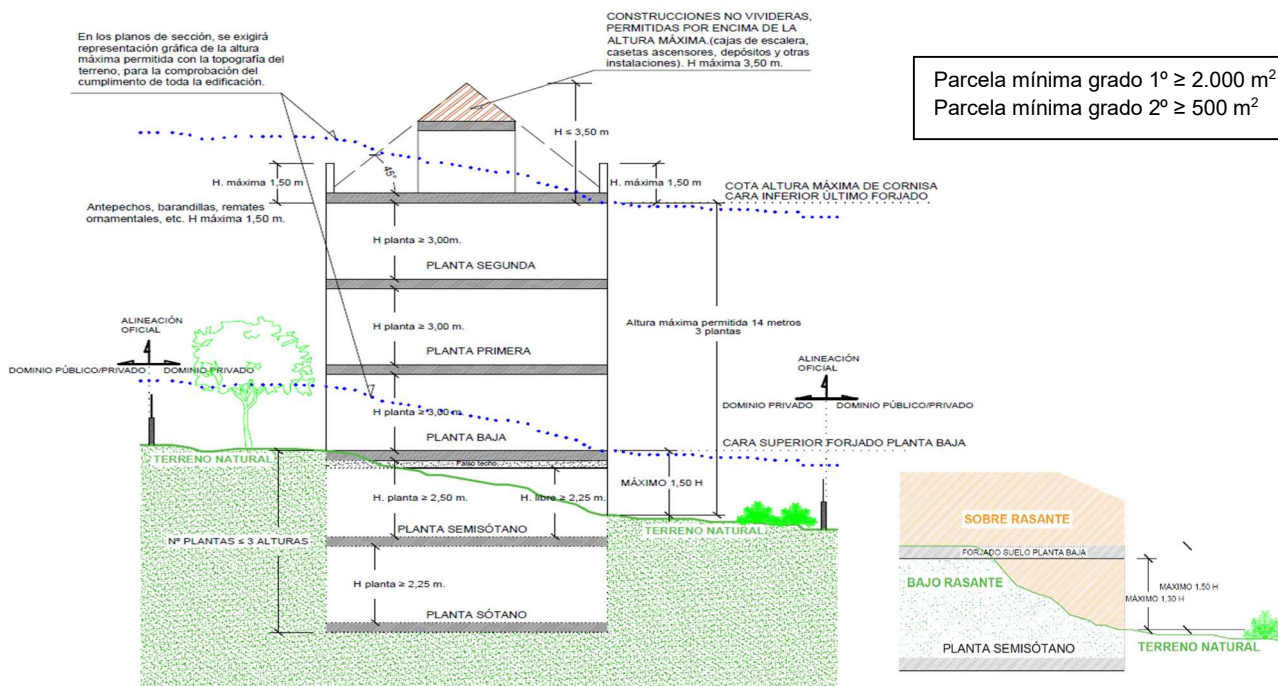 En los planos de sección, se exigirá
representación gráfica de la altura
máxima permitida con la topografía del
terreno, para la comprobación del
cumplimento de toda la edificación.
CONSTRUCCIONES NO VIVIDERAS,
PERMITIDAS POR ENCIMA DE LA
ALTURA MÁXIMA.(cajas de escalera,
casetas ascensores, depósitos y otras
instalaciones). H máxima 3,50 m.
Parcela mínima grado 1º ≥ 2.000 m²
Parcela mínima grado 2º ≥ 500 m²
H ≤ 3,50 m
45°
H. máxima 1,50 m
H. máxima 1,50 m
COTA ALTURA MÁXIMA DE CORNISA
CARA INFERIOR ÚLTIMO FORJADO
Antepechos, barandillas, remates
ornamentales, etc. H máxima 1,50 m.
H planta ≥ 3,00m.
PLANTA SEGUNDA
H planta ≥ 3,00 m.
PLANTA PRIMERA
Altura máxima permitida 14 metros
3 plantas
ALINEACIÓN
OFICIAL
DOMINIO PÚBLICO/PRIVADO
DOMINIO PRIVADO
ALINEACIÓN
OFICIAL
DOMINIO PRIVADO
DOMINIO PÚBLICO/PRIVADO
H planta ≥ 3,00 m.
PLANTA BAJA
CARA SUPERIOR FORJADO PLANTA BAJA
TERRENO NATURAL
Falso techo
MÁXIMO 1,50 H
H. planta ≥ 2,50 m.
H. libre ≥ 2,25 m.
PLANTA SEMISÓTANO
TERRENO NATURAL
Nº PLANTAS ≤ 3 ALTURAS
H planta ≥ 2,25 m.
PLANTA SÓTANO
SOBRE RASANTE
FORJADO SUELO PLANTA BAJA
BAJO RASANTE
MÁXIMO 1,50 H
MÁXIMO 1,30 H
PLANTA SEMISÓTANO
TERRENO NATURAL